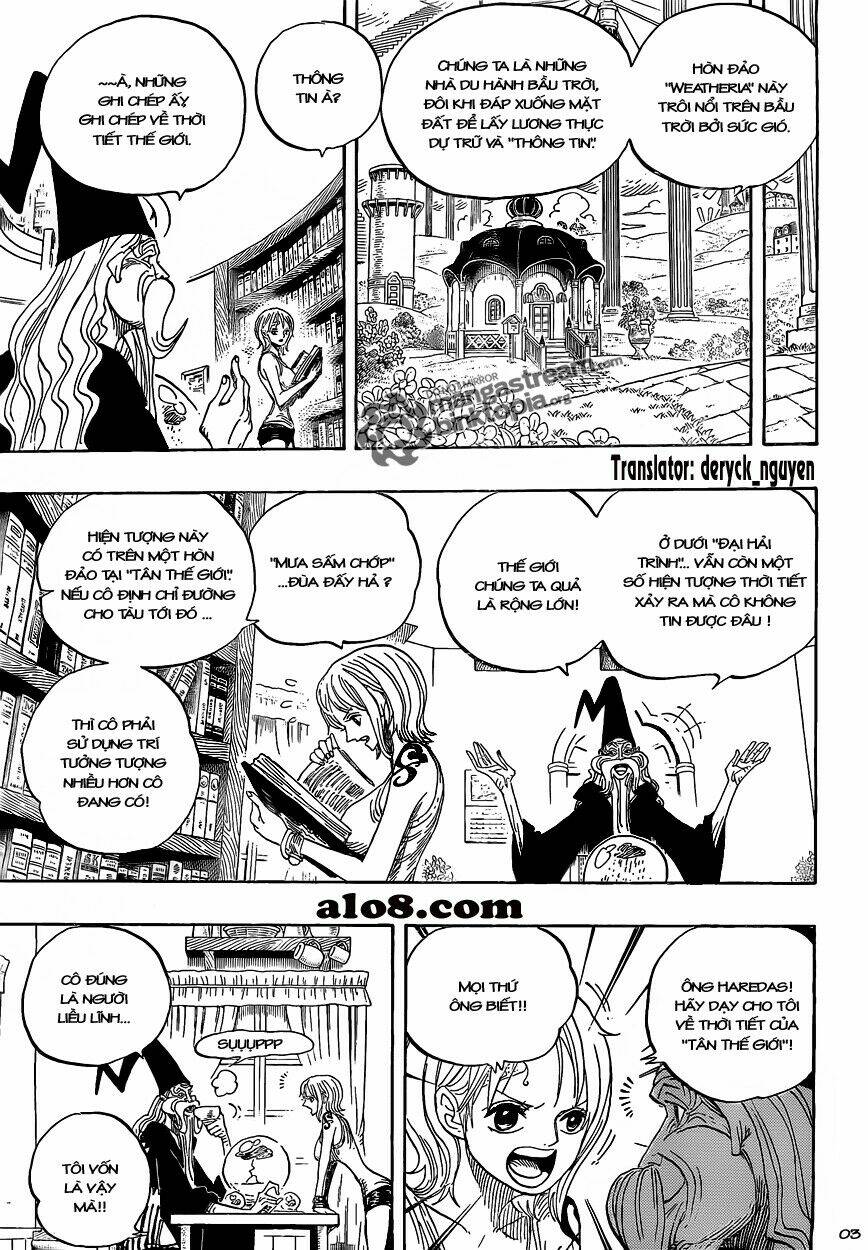 HÒN ĐẢO
"WEATHERIA" NÀY
TRÔI NỔI TRÊN BẦU
TRỜI BỞI SỨC GIÓ.
CHÚNG TA LÀ NHỮNG
NHÀ DU HÀNH BẦU TRỜI,
ĐÔI KHI ĐÁP XUỐNG MẶT
ĐẤT ĐỂ LẤY LƯƠNG THỰC
DỰ TRỮ VÀ "THÔNG TIN".
THÔNG
TIN À?
~~À, NHỮNG
GHI CHÉP ẤY,
GHI CHÉP VỀ THỜI
TIẾT THẾ GIỚI.
mangastream.com
binktopia.org
Translator: deryck_nguyen
Ở DƯỚI "ĐẠI HẢI
TRÌNH"... VẪN CÒN MỘT
SỐ HIỆN TƯỢNG THỜI TIẾT
XẢY RA MÀ CÔ KHÔNG
TIN ĐƯỢC ĐÂU !
THẾ GIỚI
CHÚNG TA QUẢ
LÀ RỘNG LỚN!
"MƯA SẤM CHỚP"
...ĐÙA ĐẤY HẢ ?
HIỆN TƯỢNG NÀY
CÓ TRÊN MỘT HÒN
ĐẢO TẠI "TÂN THẾ GIỚI".
NẾU CÔ ĐỊNH CHỈ ĐƯỜNG
CHO TÀU TỚI ĐÓ ...
THÌ CÔ PHẢI
SỬ DỤNG TRÍ
TƯỞNG TƯỢNG
NHIỀU HƠN CÔ
ĐANG CÓ!
alo8.com
ÔNG HAREDAS!
HÃY DẠY CHO TÔI
VỀ THỜI TIẾT CỦA
"TÂN THẾ GIỚI"!
MỌI THỨ
ÔNG BIẾT!!
CÔ ĐÚNG
LÀ NGƯỜI
LIỀU LĨNH...
SỤỤỤPPP
TÔI VỐN
LÀ VẬY
MÀ!!
03